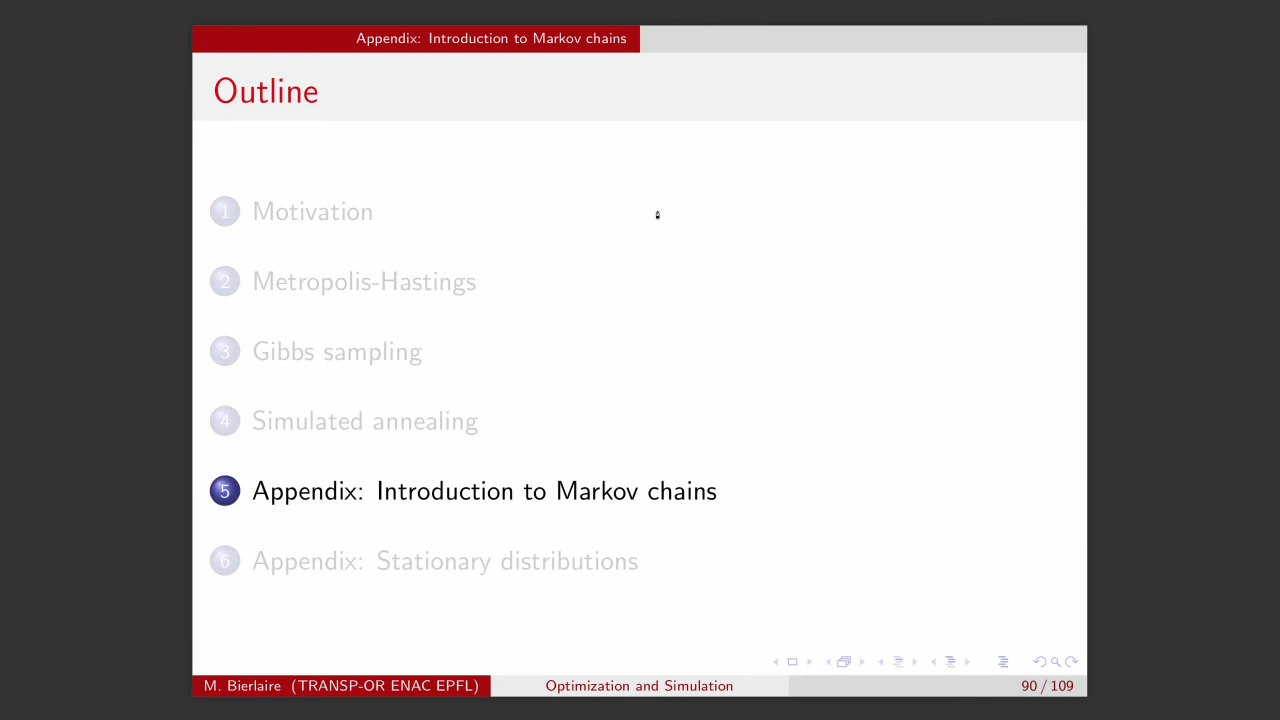 Appendix: Introduction to Markov chains
Outline
1 Motivation
2 Metropolis-Hastings
3 Gibbs sampling
4 Simulated annealing
5 Appendix: Introduction to Markov chains
6 Appendix: Stationary distributions
M. Bierlaire (TRANSP-OR ENAC EPFL) Optimization and Simulation 90 / 109